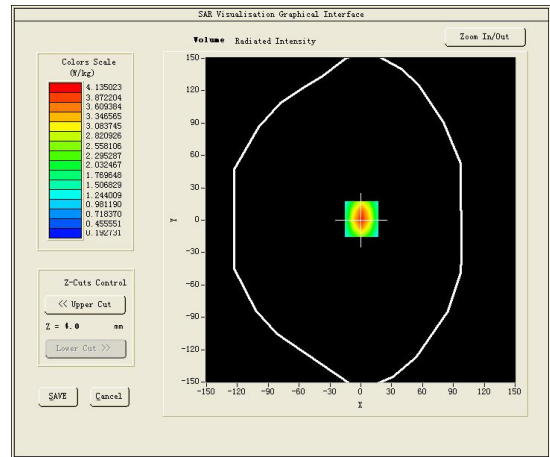 SAR Visualisation Graphical Interface
Volume Radiated Intensity
Zoom In/Out
Colors Scale
(W/kg)
4.135023
3.872204
3.609384
3.346565
3.083745
2.820926
2.558106
2.295287
2.032467
1.769648
1.506829
1.244009
0.981190
0.718370
0.455551
0.192731
Z-Cuts Control
<< Upper Cut
Z = 4.0 mm
Lower Cut >>
SAVE Cancel
150
120
90
60
30
0
-30
-60
-90
-120
-150
Y
-150 -120 -90 -60 -30 0 30 60 90 120 150
X